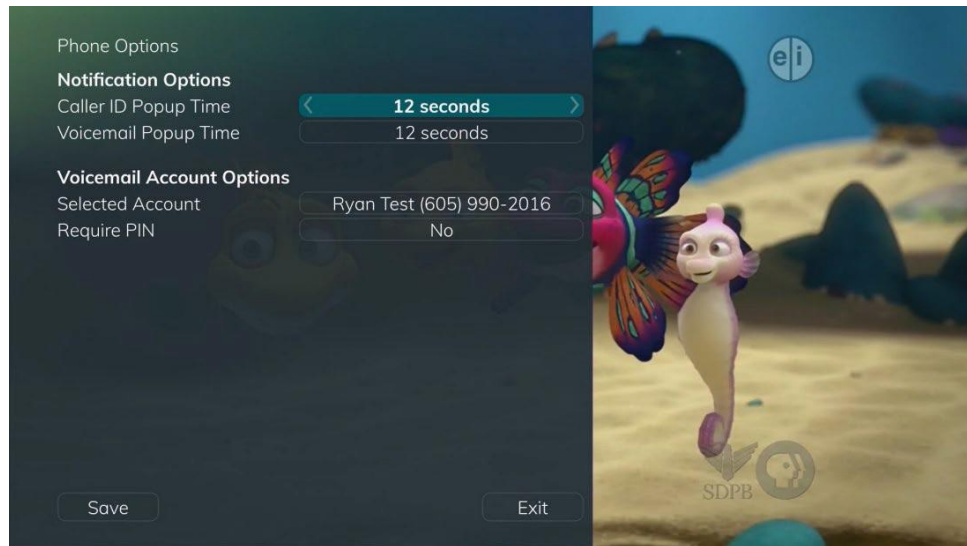 Phone Options
Notification Options
Caller ID Popup Time 12 seconds
Voicemail Popup Time 12 seconds
Voicemail Account Options
Selected Account Ryan Test (605) 990-2016
Require PIN No
Save Exit
e|i
SDPB